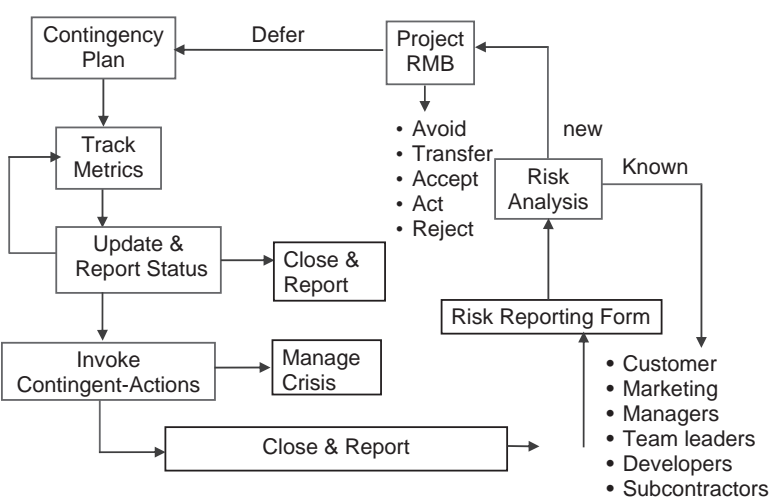 Contingency
Plan
Defer
Project
RMB
• Avoid
• Transfer
• Accept
• Act
• Reject
new
Known
Risk
Analysis
Track
Metrics
Update &
Report Status
Close &
Report
Risk Reporting Form
Invoke
Contingent-Actions
Manage
Crisis
Close & Report
• Customer
• Marketing
• Managers
• Team leaders
• Developers
• Subcontractors